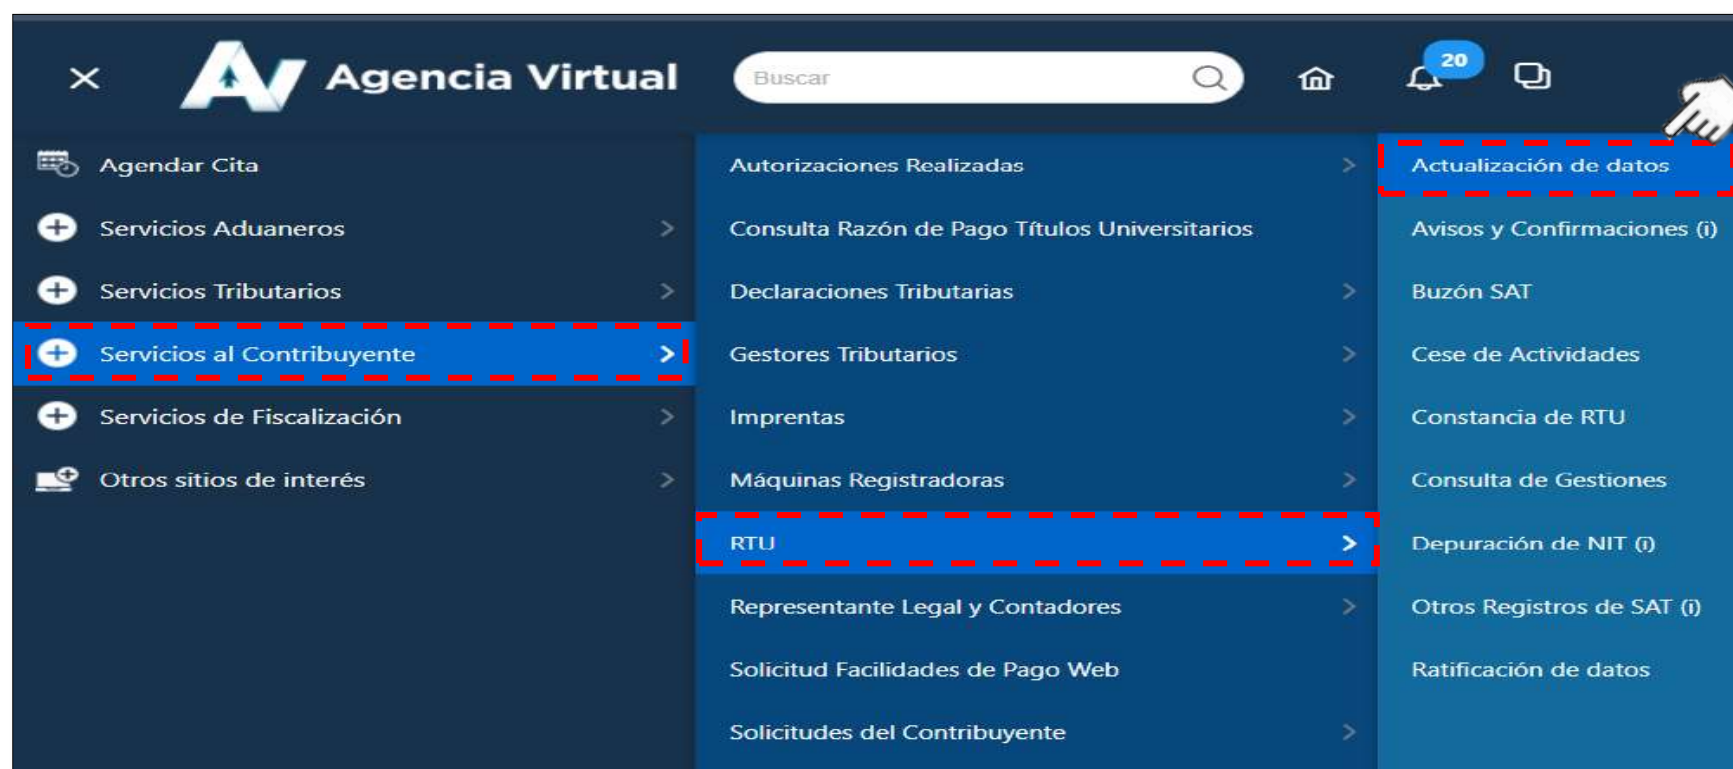 Agencia Virtual
Buscar
20
Agendar Cita
Servicios Aduaneros
Servicios Tributarios
Servicios al Contribuyente
Servicios de Fiscalización
Otros sitios de interés
Autorizaciones Realizadas
Consulta Razón de Pago Títulos Universitarios
Declaraciones Tributarias
Gestores Tributarios
Imprentas
Máquinas Registradoras
RTU
Representante Legal y Contadores
Solicitud Facilidades de Pago Web
Solicitudes del Contribuyente
Actualización de datos
Avisos y Confirmaciones (i)
Buzón SAT
Cese de Actividades
Constancia de RTU
Consulta de Gestiones
Depuración de NIT (i)
Otros Registros de SAT (i)
Ratificación de datos